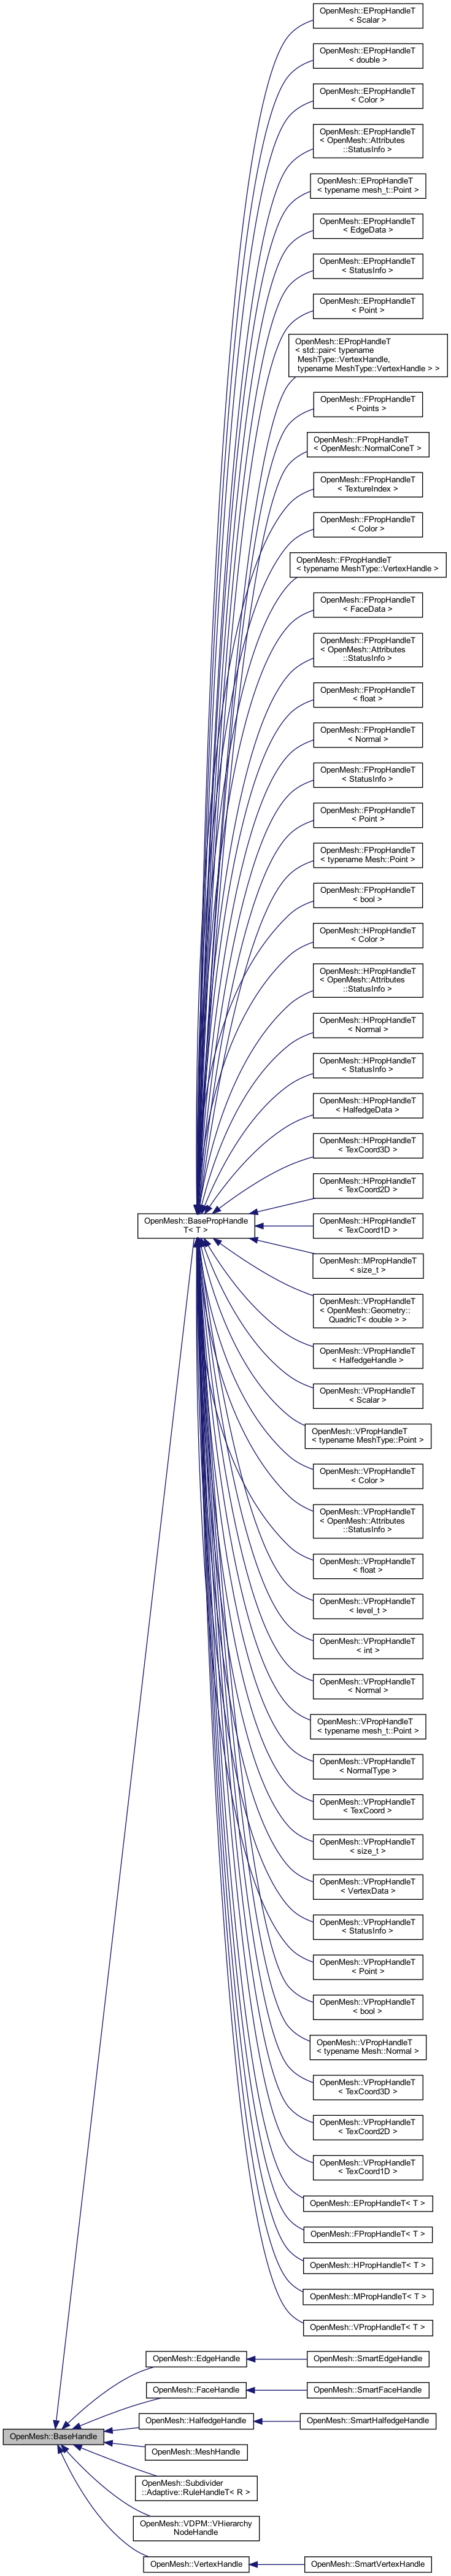 OpenMesh::EPropHandleT
< Scalar >
OpenMesh::EPropHandleT
< double >
OpenMesh::EPropHandleT
< Color >
OpenMesh::EPropHandleT
< OpenMesh::Attributes
::StatusInfo >
OpenMesh::EPropHandleT
< typename mesh_t::Point >
OpenMesh::EPropHandleT
< EdgeData >
OpenMesh::EPropHandleT
< StatusInfo >
OpenMesh::EPropHandleT
< Point >
OpenMesh::EPropHandleT
< std::pair< typename
MeshType::VertexHandle,
typename MeshType::VertexHandle > >
OpenMesh::FPropHandleT
< Points >
OpenMesh::FPropHandleT
< OpenMesh::NormalConeT >
OpenMesh::FPropHandleT
< TextureIndex >
OpenMesh::FPropHandleT
< Color >
OpenMesh::FPropHandleT
< typename MeshType::VertexHandle >
OpenMesh::FPropHandleT
< FaceData >
OpenMesh::FPropHandleT
< OpenMesh::Attributes
::StatusInfo >
OpenMesh::FPropHandleT
< float >
OpenMesh::FPropHandleT
< Normal >
OpenMesh::FPropHandleT
< StatusInfo >
OpenMesh::FPropHandleT
< Point >
OpenMesh::FPropHandleT
< typename Mesh::Point >
OpenMesh::FPropHandleT
< bool >
OpenMesh::HPropHandleT
< Color >
OpenMesh::HPropHandleT
< OpenMesh::Attributes
::StatusInfo >
OpenMesh::HPropHandleT
< Normal >
OpenMesh::HPropHandleT
< StatusInfo >
OpenMesh::HPropHandleT
< HalfedgeData >
OpenMesh::HPropHandleT
< TexCoord3D >
OpenMesh::HPropHandleT
< TexCoord2D >
OpenMesh::BasePropHandle
T< T >
OpenMesh::HPropHandleT
< TexCoord1D >
OpenMesh::MPropHandleT
< size_t >
OpenMesh::VPropHandleT
< OpenMesh::Geometry::
QuadricT< double > >
OpenMesh::VPropHandleT
< HalfedgeHandle >
OpenMesh::VPropHandleT
< Scalar >
OpenMesh::VPropHandleT
< typename MeshType::Point >
OpenMesh::VPropHandleT
< Color >
OpenMesh::VPropHandleT
< OpenMesh::Attributes
::StatusInfo >
OpenMesh::VPropHandleT
< float >
OpenMesh::VPropHandleT
< level_t >
OpenMesh::VPropHandleT
< int >
OpenMesh::VPropHandleT
< Normal >
OpenMesh::VPropHandleT
< typename mesh_t::Point >
OpenMesh::VPropHandleT
< NormalType >
OpenMesh::VPropHandleT
< TexCoord >
OpenMesh::VPropHandleT
< size_t >
OpenMesh::VPropHandleT
< VertexData >
OpenMesh::VPropHandleT
< StatusInfo >
OpenMesh::VPropHandleT
< Point >
OpenMesh::VPropHandleT
< bool >
OpenMesh::VPropHandleT
< typename Mesh::Normal >
OpenMesh::VPropHandleT
< TexCoord3D >
OpenMesh::VPropHandleT
< TexCoord2D >
OpenMesh::VPropHandleT
< TexCoord1D >
OpenMesh::EPropHandleT< T >
OpenMesh::FPropHandleT< T >
OpenMesh::HPropHandleT< T >
OpenMesh::MPropHandleT< T >
OpenMesh::VPropHandleT< T >
OpenMesh::EdgeHandle
OpenMesh::SmartEdgeHandle
OpenMesh::FaceHandle
OpenMesh::SmartFaceHandle
OpenMesh::HalfedgeHandle
OpenMesh::SmartHalfedgeHandle
OpenMesh::BaseHandle
OpenMesh::MeshHandle
OpenMesh::Subdivider
::Adaptive::RuleHandleT< R >
OpenMesh::VDPM::VHierarchy
NodeHandle
OpenMesh::VertexHandle
OpenMesh::SmartVertexHandle